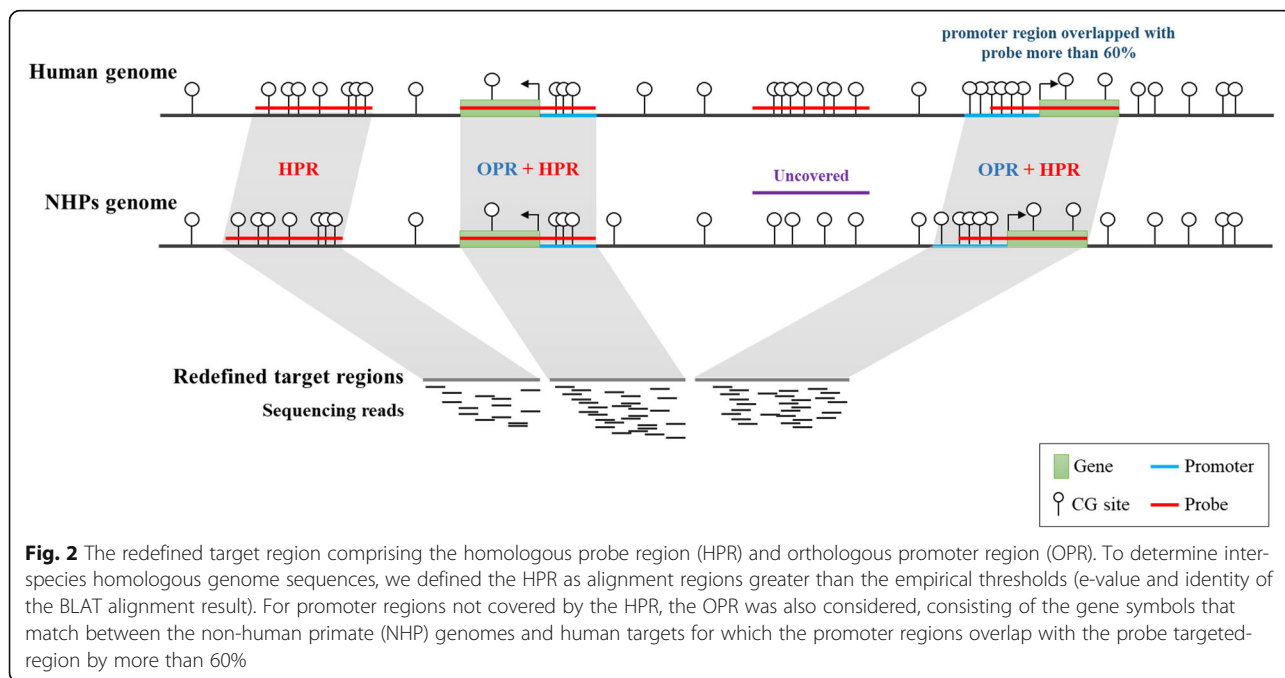 promoter region overlapped with
probe more than 60%
Human genome
HPR
OPR + HPR
Uncovered
OPR + HPR
NHPs genome
Redefined target regions
Sequencing reads
Gene
Promoter
CG site
Probe
Fig. 2 The redefined target region comprising the homologous probe region (HPR) and orthologous promoter region (OPR). To determine inter-
species homologous genome sequences, we defined the HPR as alignment regions greater than the empirical thresholds (e-value and identity of
the BLAT alignment result). For promoter regions not covered by the HPR, the OPR was also considered, consisting of the gene symbols that
match between the non-human primate (NHP) genomes and human targets for which the promoter regions overlap with the probe targeted-
region by more than 60%